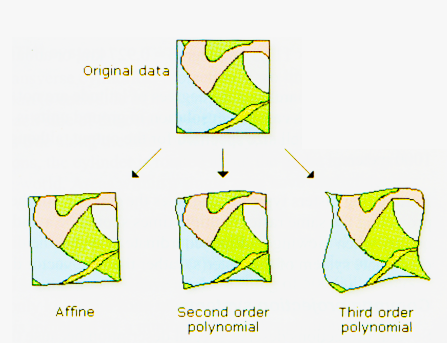 Original data
Affine
Second order
polynomial
Third order
polynomial